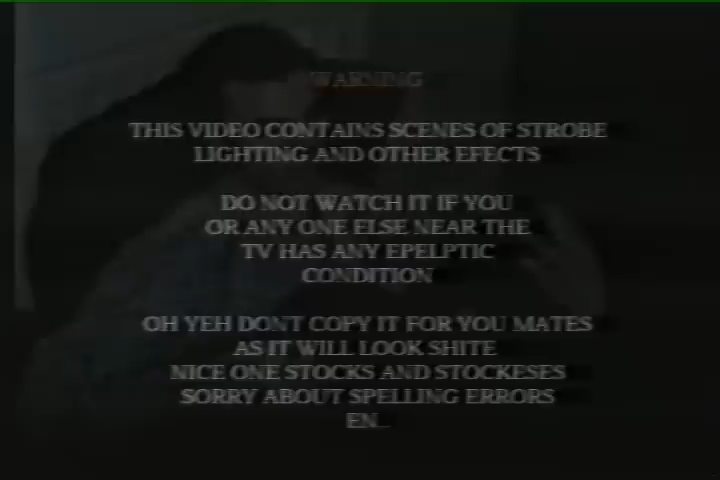 WARNING
THIS VIDEO CONTAINS SCENES OF STROBE
LIGHTING AND OTHER EFECTS
DO NOT WATCH IT IF YOU
OR ANY ONE ELSE NEAR THE
TV HAS ANY EPELPTIC
CONDITION
OH YEH DONT COPY IT FOR YOU MATES
AS IT WILL LOOK SHITE
NICE ONE STOCKS AND STOCKESES
SORRY ABOUT SPELLING ERRORS
EN...